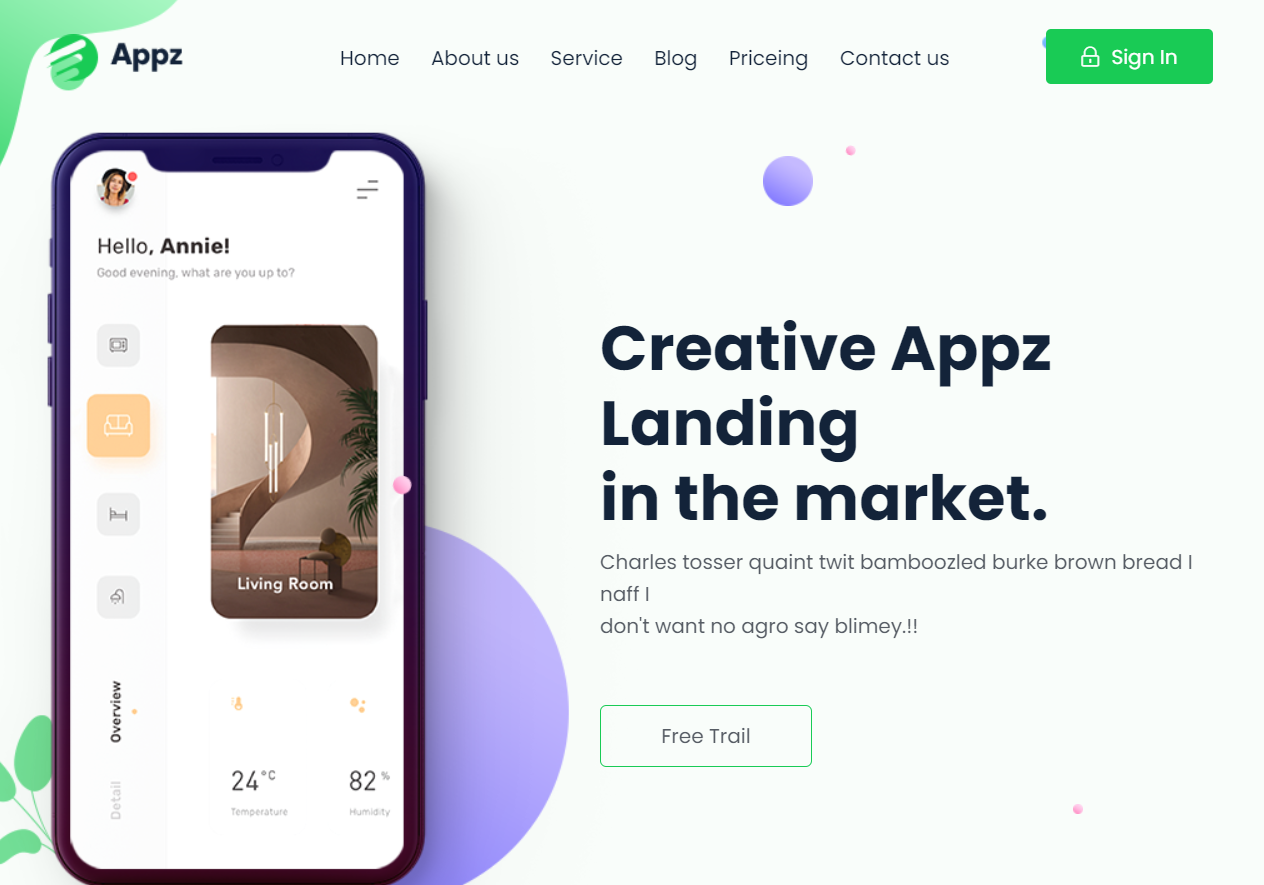 Appz
Home About us Service Blog Priceing Contact us
Sign In
Hello, Annie!
Good evening, what are you up to?
Living Room
Overview
Detail
24°C
Temperature
82%
Humidity
Creative Appz
Landing
in the market.
Charles tosser quaint twit bamboozled burke brown bread I
naff I
don't want no agro say blimey.!!
Free Trail